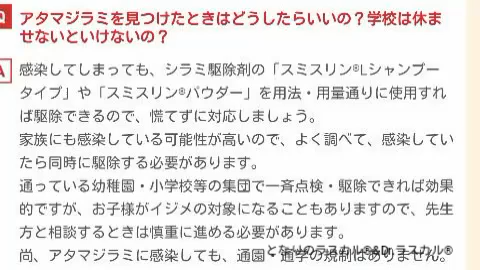 Q
アタマジラミを見つけたときはどうしたらいいの？学校は休ま
せないといけないの？
A
感染してしまっても、シラミ駆除剤の「スミスリン®Lシャンプー
タイプ」や「スミスリン®パウダー」を用法・用量通りに使用すれ
ば駆除できるので、慌てずに対応しましょう。
家族にも感染している可能性が高いので、よく調べて、感染してい
たら同時に駆除する必要があります。
通っている幼稚園・小学校等の集団で一斉点検・駆除できれば効果
的ですが、お子様がイジメの対象になることもありますので、先生
方と相談するときは慎重に進める必要があります。
尚、アタマジラミに感染しても、通園・通学の規制はありません。
となりのラスカル®&Dr.ラスカル®